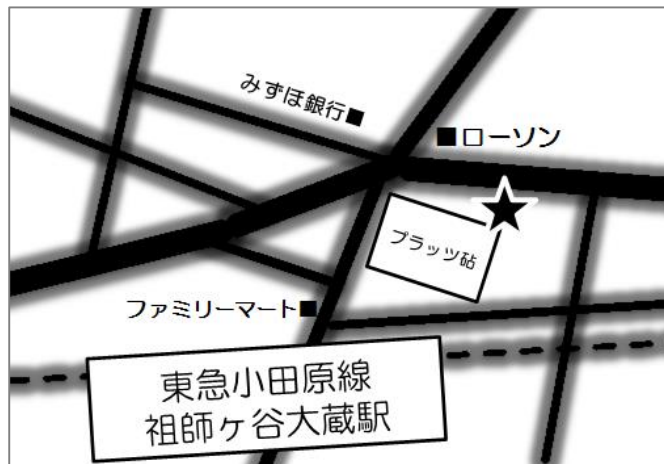 みずほ銀行■
■ローソン
プラッツ砧
ファミリーマート■
東急小田原線
祖師ヶ谷大蔵駅